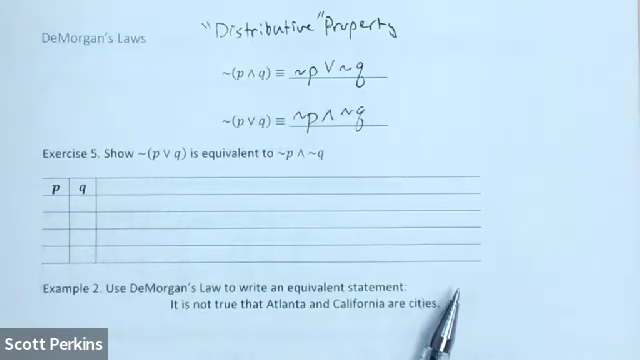 "Distributive" Property
DeMorgan's Laws
~(p ∧ q) ≡ ~p ∨ ~q
~(p ∨ q) ≡ ~p ∧ ~q
Exercise 5. Show ~(p ∨ q) is equivalent to ~p ∧ ~q
p q
Example 2. Use DeMorgan's Law to write an equivalent statement:
It is not true that Atlanta and California are cities.
Scott Perkins